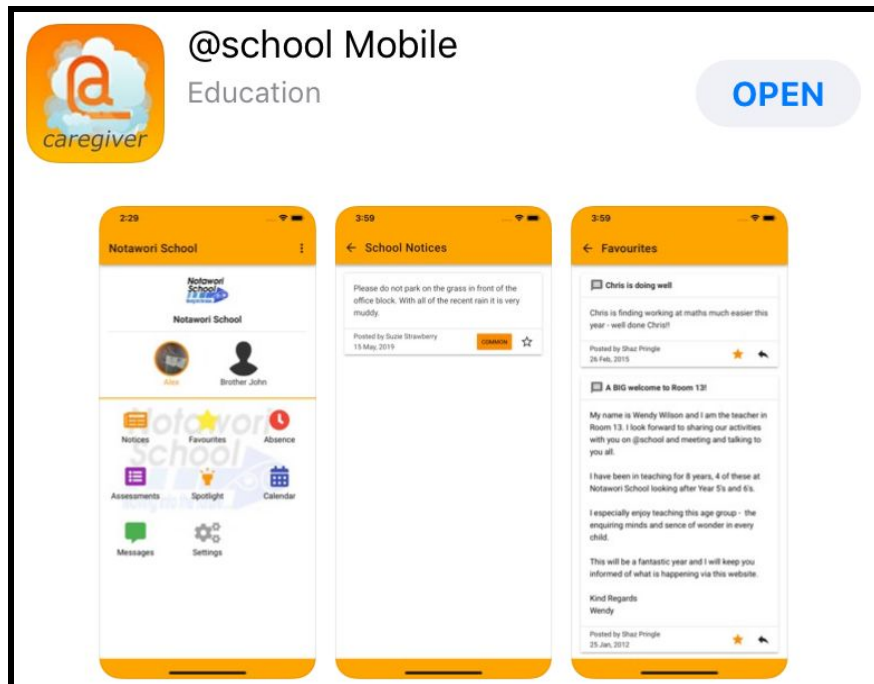 @school Mobile
Education
OPEN
caregiver
2:29
Notawori School
Notawori
School
Notawori School
Alex
Brother John
Notices
Favourites
Absence
Assessments
Spotlight
Calendar
Messages
Settings
3:59
School Notices
Please do not park on the grass in front of the
office block. With all of the recent rain it is very
muddy.
Posted by Suzie Strawberry
15 May, 2019
COMMON
3:59
Favourites
Chris is doing well
Chris is finding working at maths much easier this
year - well done Chris!!
Posted by Shaz Pringle
26 Feb, 2015
A BIG welcome to Room 13!
My name is Wendy Wilson and I am the teacher in
Room 13. I look forward to sharing our activities
with you on @school and meeting and talking to
you all.
I have been in teaching for 8 years, 4 of these at
Notawori School looking after Year 5's and 6's.
I especially enjoy teaching this age group - the
enquiring minds and sence of wonder in every
child.
This will be a fantastic year and I will keep you
informed of what is happening via this website.
Kind Regards
Wendy
Posted by Shaz Pringle
25 Jan, 2012